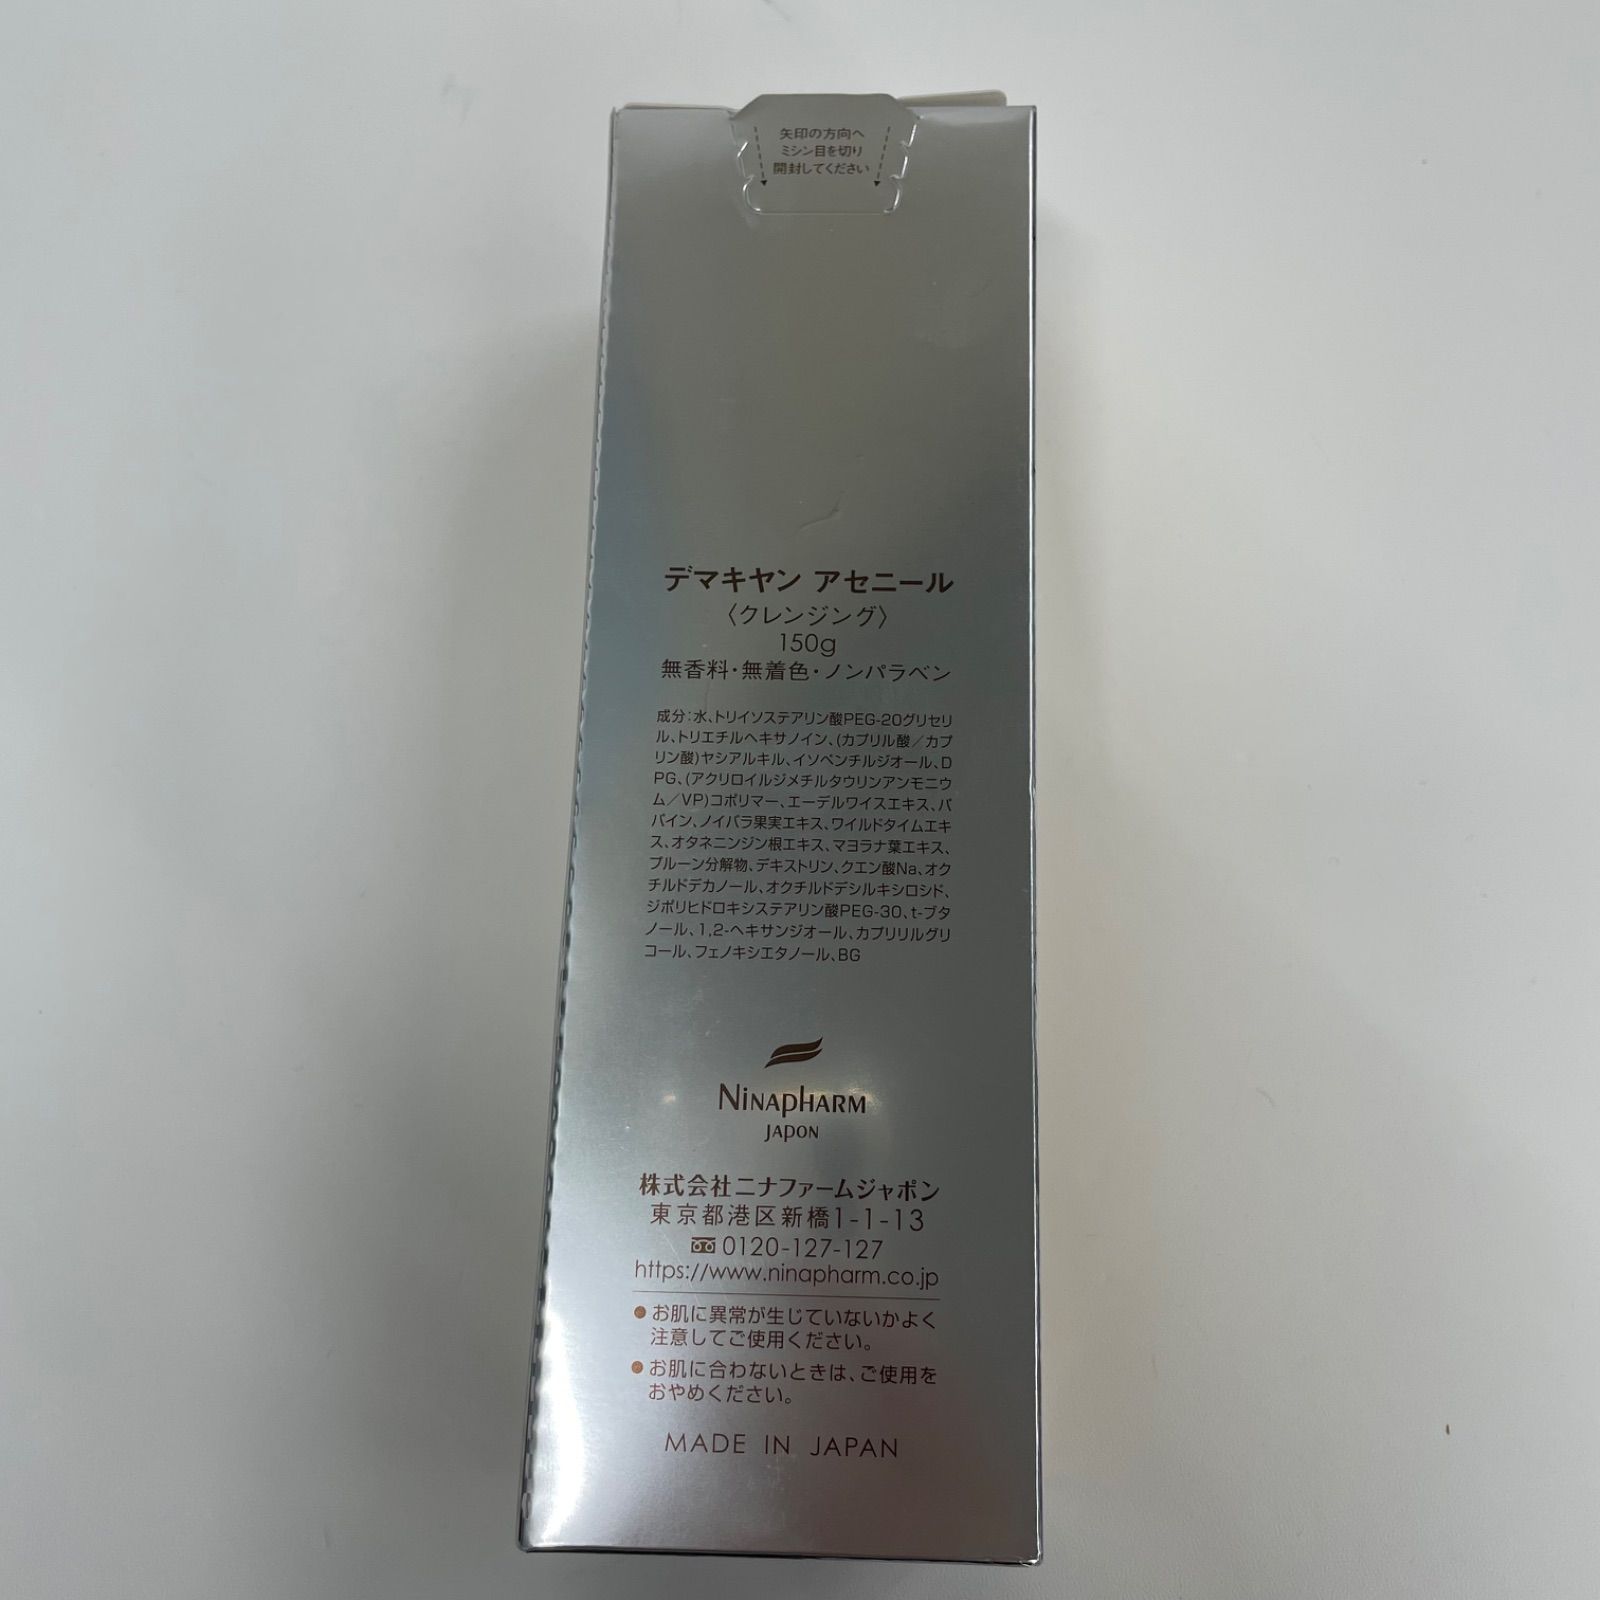 矢印の方向へ
ミシン目を切り
開封してください
デマキヤン アセニール
〈クレンジング〉
150g
無香料・無着色・ノンパラベン
成分:水、トリイソステアリン酸PEG-20グリセリ
ル、トリエチルヘキサノイン、(カプリル酸/カプ
リン酸)ヤシアルキル、イソペンチルジオール、D
PG、(アクリロイルジメチルタウリンアンモニウ
ム/VP)コポリマー、エーデルワイスエキス、パ
パイン、ノイバラ果実エキス、ワイルドタイムエキ
ス、オタネニンジン根エキス、マヨラナ葉エキス、
プルーン分解物、デキストリン、クエン酸Na、オク
チルドデカノール、オクチルドデシルキシロシド、
ジポリヒドロキシステアリン酸PEG-30、t-ブタ
ノール、1,2-ヘキサンジオール、カプリリルグリ
コール、フェノキシエタノール、BG
NINAPHARM
JAPON
株式会社ニナファームジャポン
東京都港区新橋1-1-13
0120-127-127
https://www.ninapharm.co.jp
●お肌に異常が生じていないかよく
注意してご使用ください。
●お肌に合わないときは、ご使用を
おやめください。
MADE IN JAPAN